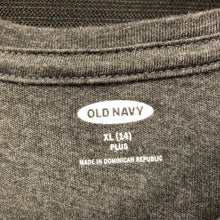 OLD NAVY
XL (14)
PLUS
MADE IN DOMINICAN REPUBLIC